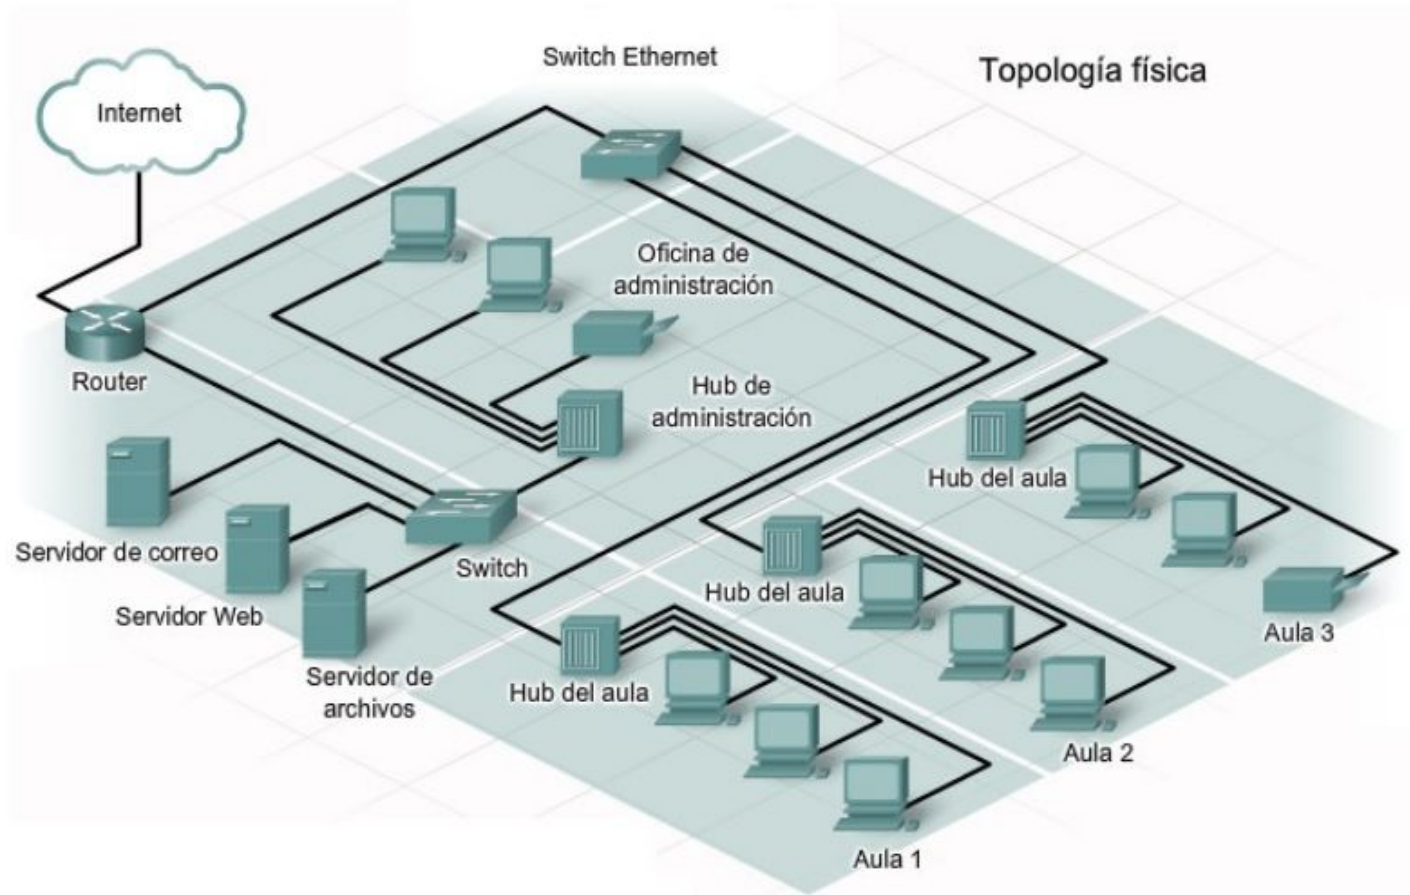 Switch Ethernet
Topología física
Internet
Oficina de
administración
Router
Hub de
administración
Hub del aula
Servidor de correo
Switch
Hub del aula
Servidor Web
Aula 3
Servidor de
archivos
Hub del aula
Aula 2
Aula 1